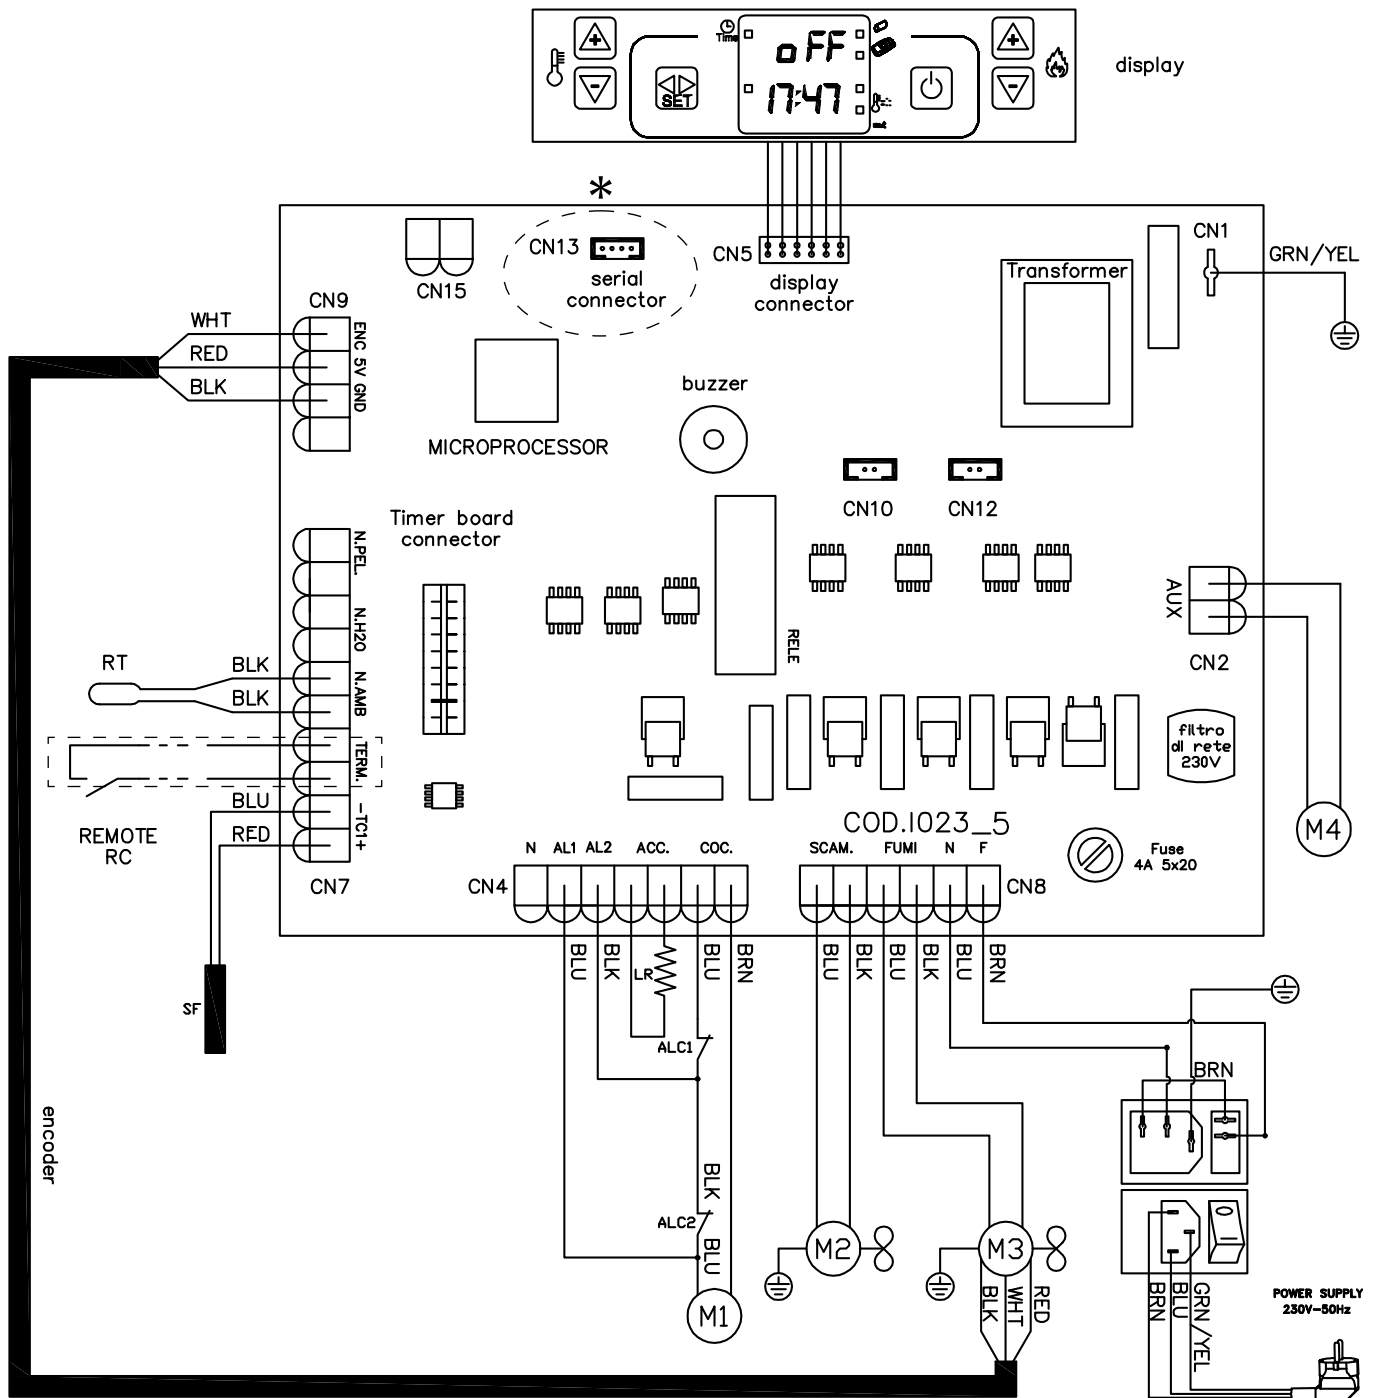 Time
oFF
17:47
SET
display
*
CN13
serial
connector
CN5
display
connector
CN15
CN1
GRN/YEL
Transformer
CN9
WHT
RED
BLK
ENC 5V GND
MICROPROCESSOR
buzzer
CN10
CN12
Timer board
connector
N.PEL.
N.H2O
N.AMB
TERM.
-TC1+
RELE
AUX
CN2
RT
BLK
BLK
BLU
RED
REMOTE
RC
CN7
filtro
di rete
230V
M4
COD.I023_5
Fuse
4A 5x20
N AL1 AL2 ACC. COC.
CN4
SCAM. FUMI N F
CN8
BLU
BLK
LR
BLU
BRN
BLU
BLK
BLU
BLK
BLU
BRN
SF
ALC1
BRN
encoder
BLK
ALC2
BLU
M1
M2
M3
BLK
WHT
RED
BRN
BLU
GRN/YEL
POWER SUPPLY
230V-50Hz